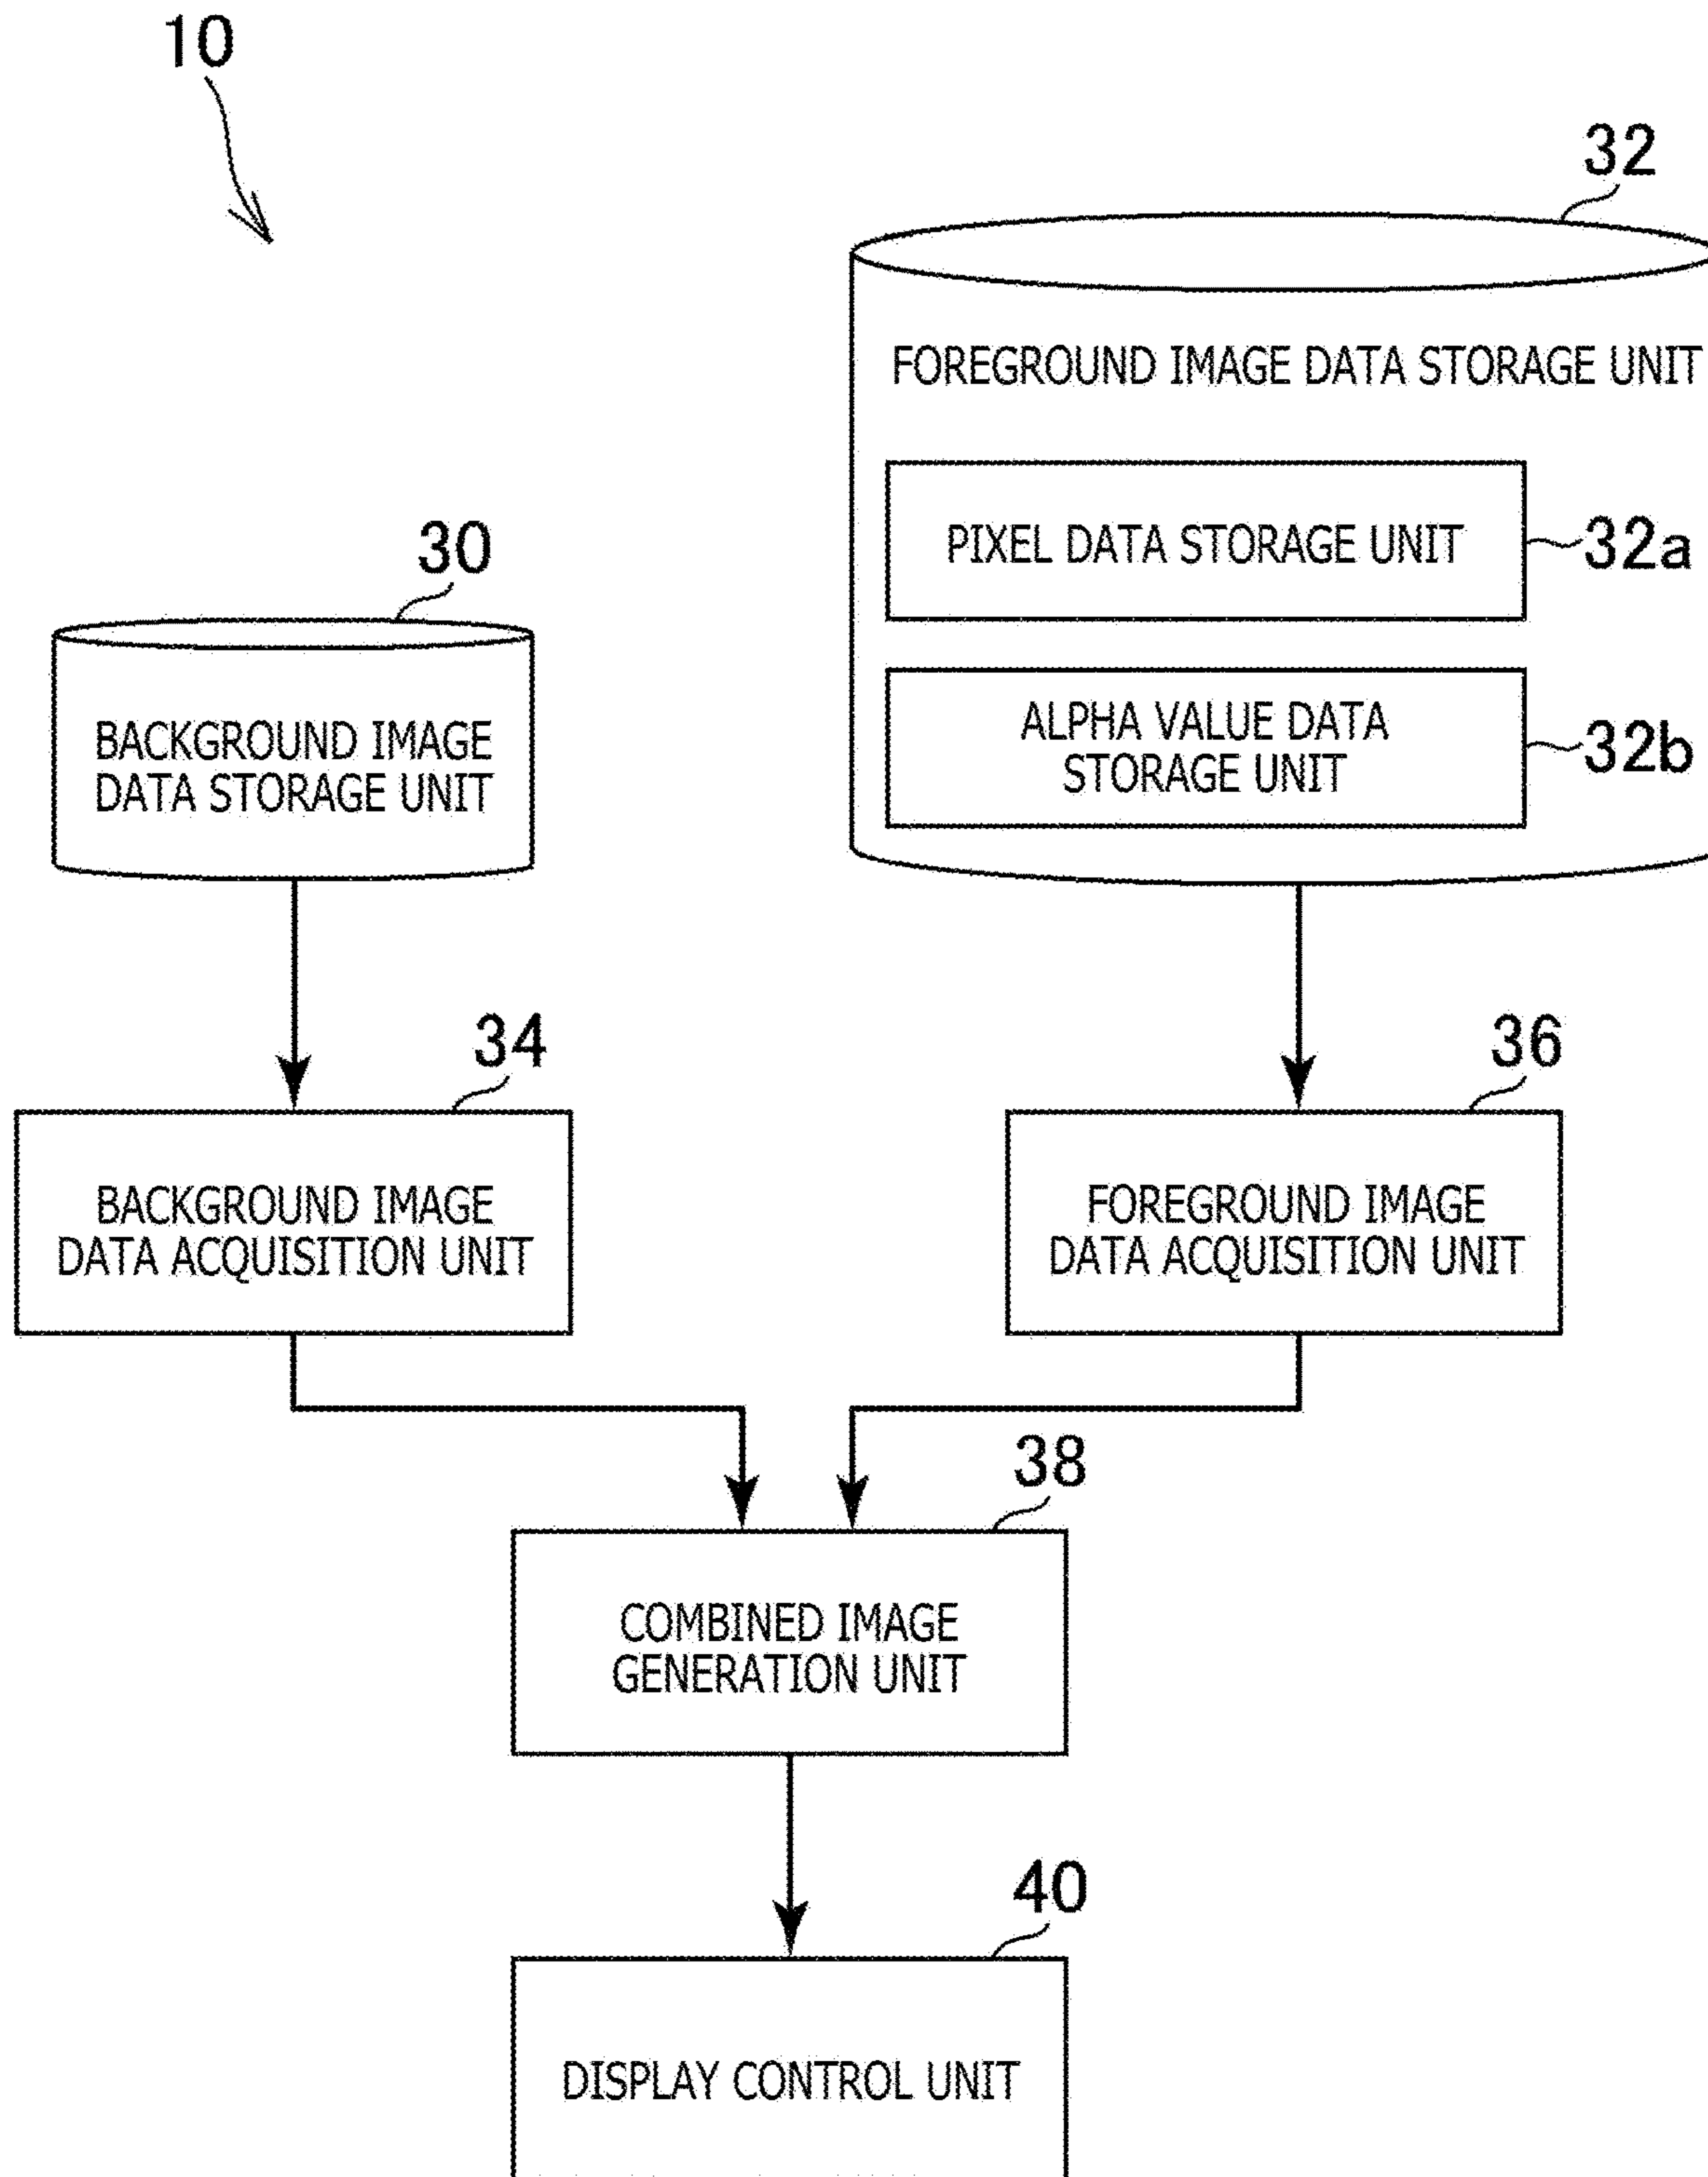 10
32
FOREGROUND IMAGE DATA STORAGE UNIT
PIXEL DATA STORAGE UNIT
32a
30
ALPHA VALUE DATA
STORAGE UNIT
32b
BACKGROUND IMAGE
DATA STORAGE UNIT
34
36
BACKGROUND IMAGE
DATA ACQUISITION UNIT
FOREGROUND IMAGE
DATA ACQUISITION UNIT
38
COMBINED IMAGE
GENERATION UNIT
40
DISPLAY CONTROL UNIT